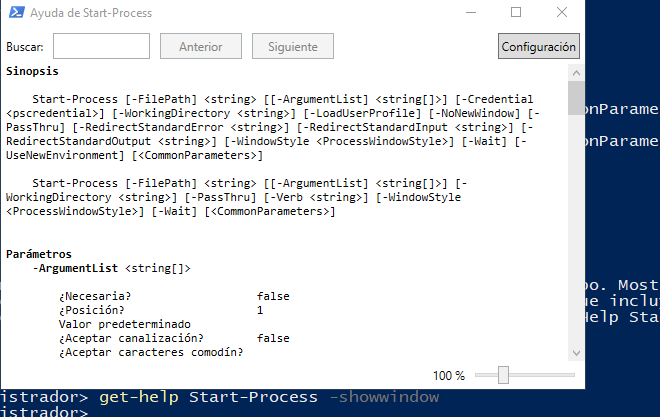 Ayuda de Start-Process
Buscar:
Anterior
Siguiente
Configuración
Sinopsis
Start-Process [-FilePath] <string> [[-ArgumentList] <string[]>] [-Credential
<pscredential>] [-WorkingDirectory <string>] [-LoadUserProfile] [-NoNewWindow] [-
PassThru] [-RedirectStandardError <string>] [-RedirectStandardInput <string>] [-
RedirectStandardOutput <string>] [-WindowStyle <ProcessWindowStyle>] [-Wait] [-
UseNewEnvironment] [<CommonParameters>]
Start-Process [-FilePath] <string> [[-ArgumentList] <string[]>] [-
WorkingDirectory <string>] [-PassThru] [-Verb <string>] [-WindowStyle
<ProcessWindowStyle>] [-Wait] [<CommonParameters>]
Parámetros
-ArgumentList <string[]>
¿Necesaria? false
¿Posición? 1
Valor predeterminado
¿Aceptar canalización? false
¿Aceptar caracteres comodín?
100 %
onParame
onParame
oo. Most
ue inclu
Help Sta
istrador> get-help Start-Process -showwindow
istrador>